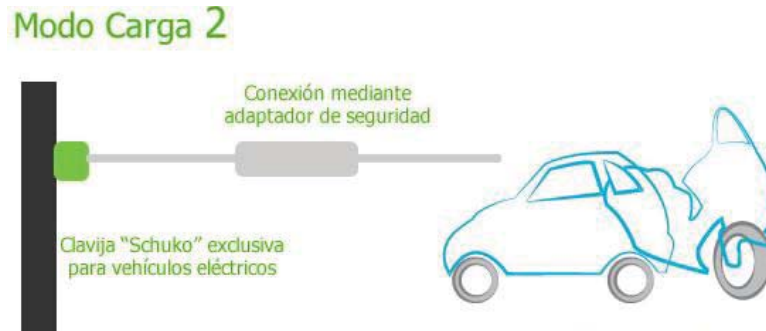 Modo Carga 2
Conexión mediante
adaptador de seguridad
Clavija “Schuko” exclusiva
para vehículos eléctricos